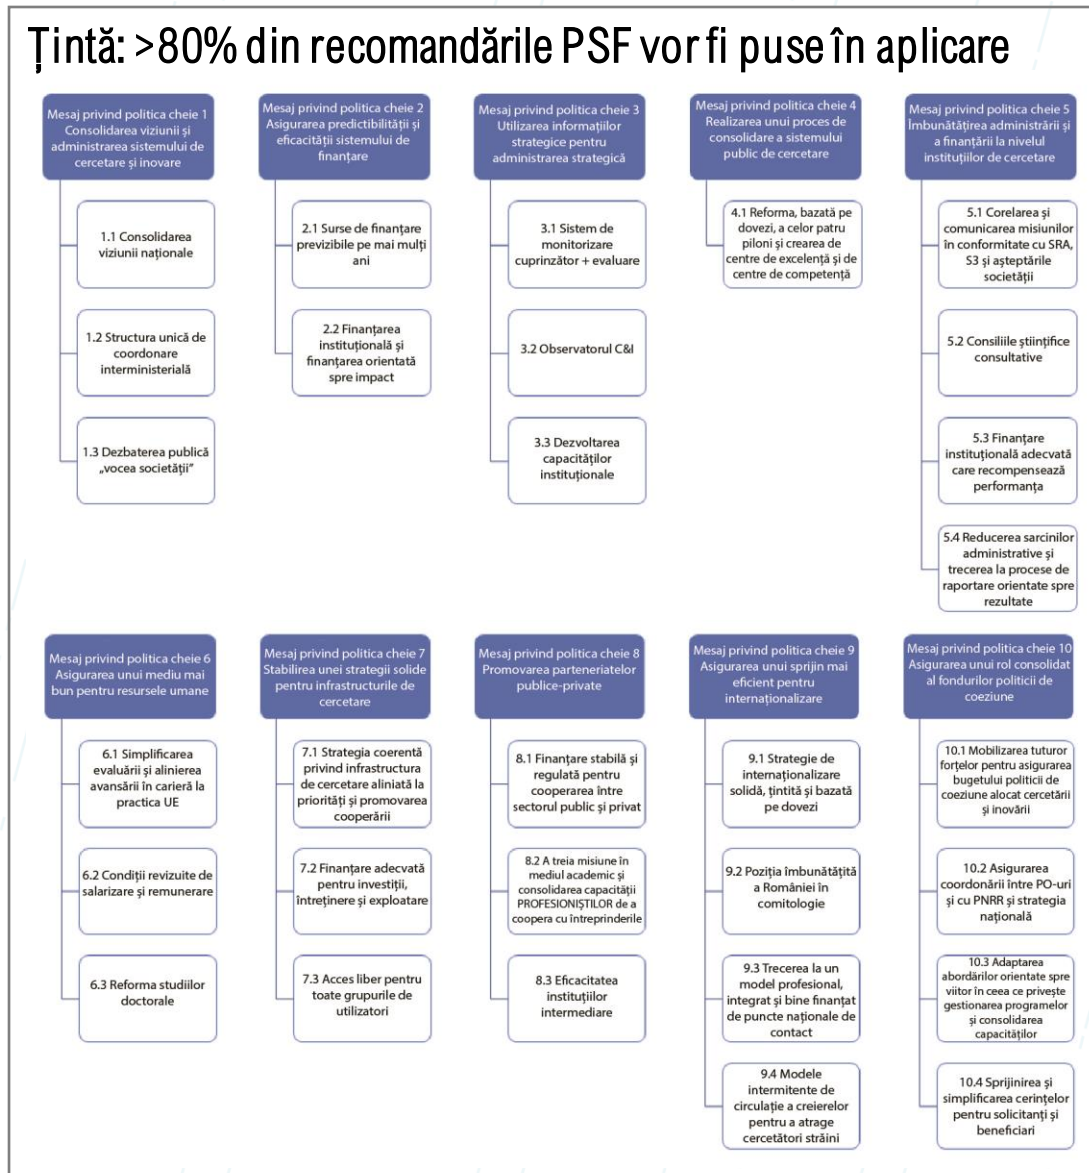 Țintă: >80% din recomandările PSF vor fi puse în aplicare
Mesaj privind politica cheie 1
Consolidarea viziunii și
administrarea sistemului de
cercetare și inovare
1.1 Consolidarea
viziunii naționale
1.2 Structura unică de
coordonare
interministerială
1.3 Dezbaterea publică
„vocea societății”
Mesaj privind politica cheie 2
Asigurarea predictibilității și
eficacității sistemului de
finanțare
2.1 Surse de finanțare
previzibile pe mai mulți
ani
2.2 Finanțarea
instituțională și
finanțarea orientată
spre impact
Mesaj privind politica cheie 3
Utilizarea informațiilor
strategice pentru
administrarea strategică
3.1 Sistem de
monitorizare
cuprinzător + evaluare
3.2 Observatorul C&I
3.3 Dezvoltarea
capacităților
instituționale
Mesaj privind politica cheie 4
Realizarea unui proces de
consolidare a sistemului
public de cercetare
4.1 Reforma, bazată pe
dovezi, a celor patru
piloni și crearea de
centre de excelență și de
centre de competență
Mesaj privind politica cheie 5
Îmbunătățirea administrării și
a finanțării la nivelul
instituțiilor de cercetare
5.1 Corelarea și
comunicarea misiunilor
în conformitate cu SRA,
S3 și așteptările
societății
5.2 Consiliile științifice
consultative
5.3 Finanțare
instituțională adecvată
care recompensează
performanța
5.4 Reducerea sarcinilor
administrative și
trecerea la procese de
raportare orientate spre
rezultate
Mesaj privind politica cheie 6
Asigurarea unui mediu mai
bun pentru resursele umane
6.1 Simplificarea
evaluării și alinierea
avansării în carieră la
practica UE
6.2 Condiții revizuite de
salarizare și remunerare
6.3 Reforma studiilor
doctorale
Mesaj privind politica cheie 7
Stabilirea unei strategii solide
pentru infrastructurile de
cercetare
7.1 Strategia coerentă
privind infrastructura
de cercetare aliniată la
priorități și promovarea
cooperării
7.2 Finanțare adecvată
pentru investiții,
întreținere și exploatare
7.3 Acces liber pentru
toate grupurile de
utilizatori
Mesaj privind politica cheie 8
Promovarea parteneriatelor
publice-private
8.1 Finanțare stabilă și
regulată pentru
cooperarea între
sectorul public și privat
8.2 A treia misiune în
mediul academic și
consolidarea capacității
PROFESIONIȘTILOR de a
coopera cu întreprinderile
8.3 Eficacitatea
instituțiilor
intermediare
Mesaj privind politica cheie 9
Asigurarea unui sprijin mai
eficient pentru
internaționalizare
9.1 Strategie de
internaționalizare
solidă, țintită și bazată
pe dovezi
9.2 Poziția îmbunătățită
a României în
comitologie
9.3 Trecerea la un
model profesional,
integrat și bine finanțat
de puncte naționale de
contact
9.4 Modele
intermitente de
circulație a creierelor
pentru a atrage
cercetători străini
Mesaj privind politica cheie 10
Asigurarea unui rol consolidat
al fondurilor politicii de
coeziune
10.1 Mobilizarea tuturor
forțelor pentru asigurarea
bugetului politicii de
coeziune alocat cercetării
și inovării
10.2 Asigurarea
coordonării între PO-uri
și cu PNRR și strategia
națională
10.3 Adaptarea
abordărilor orientate spre
viitor în ceea ce privește
gestionarea programelor
și consolidarea
capacităților
10.4 Sprijinirea și
simplificarea cerințelor
pentru solicitanți și
beneficiari